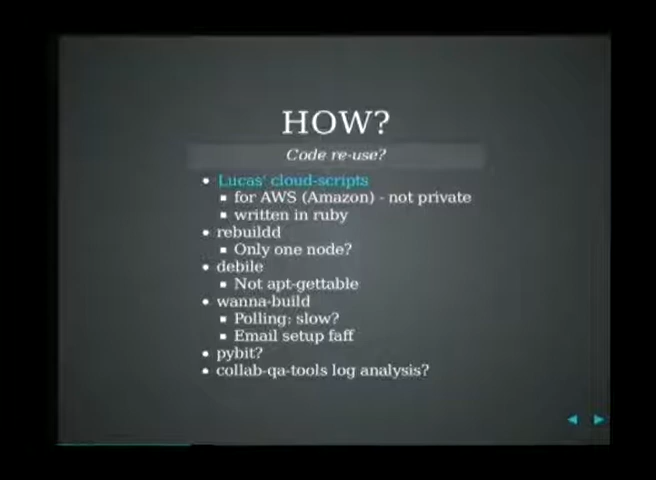 HOW?
Code re-use?
• Lucas' cloud-scripts
▪ for AWS (Amazon) - not private
▪ written in ruby
• rebuildd
▪ Only one node?
• debile
▪ Not apt-gettable
• wanna-build
▪ Polling: slow?
▪ Email setup faff
• pybit?
• collab-qa-tools log analysis?